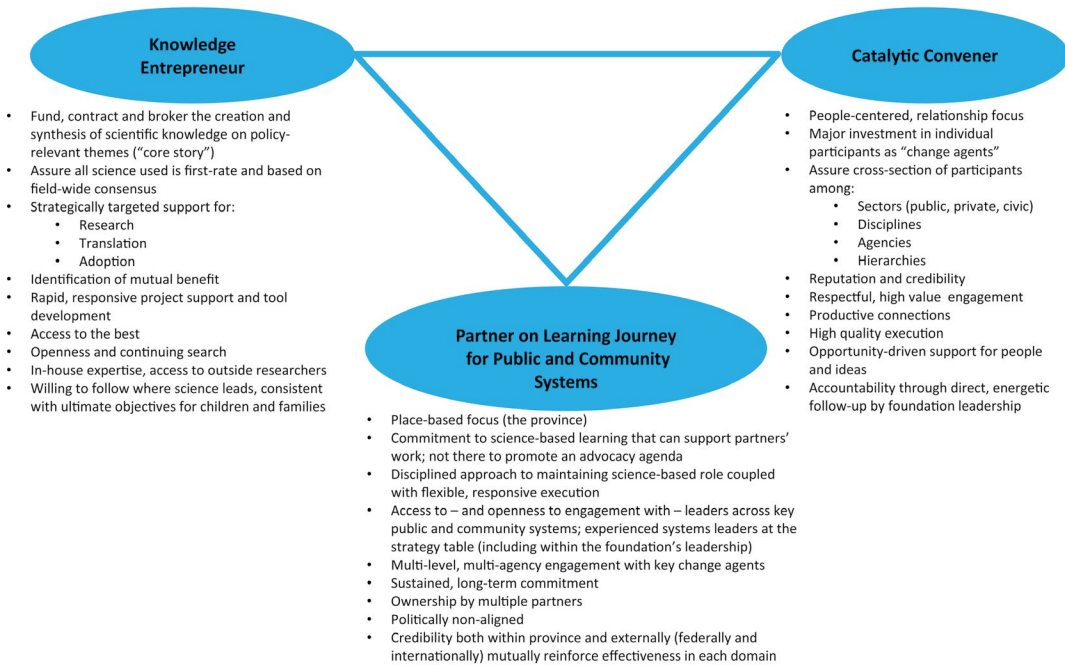 Knowledge
Entrepreneur
• Fund, contract and broker the creation and
synthesis of scientific knowledge on policy-
relevant themes (“core story”)
• Assure all science used is first-rate and based on
field-wide consensus
• Strategically targeted support for:
• Research
• Translation
• Adoption
• Identification of mutual benefit
• Rapid, responsive project support and tool
development
• Access to the best
• Openness and continuing search
• In-house expertise, access to outside researchers
• Willing to follow where science leads, consistent
with ultimate objectives for children and families
Catalytic Convener
• People-centered, relationship focus
• Major investment in individual
participants as “change agents”
• Assure cross-section of participants
among:
• Sectors (public, private, civic)
• Disciplines
• Agencies
• Hierarchies
• Reputation and credibility
• Respectful, high value engagement
• Productive connections
• High quality execution
• Opportunity-driven support for people
and ideas
• Accountability through direct, energetic
follow-up by foundation leadership
Partner on Learning Journey
for Public and Community
Systems
• Place-based focus (the province)
• Commitment to science-based learning that can support partners’
work; not there to promote an advocacy agenda
• Disciplined approach to maintaining science-based role coupled
with flexible, responsive execution
• Access to – and openness to engagement with – leaders across key
public and community systems; experienced systems leaders at the
strategy table (including within the foundation’s leadership)
• Multi-level, multi-agency engagement with key change agents
• Sustained, long-term commitment
• Ownership by multiple partners
• Politically non-aligned
• Credibility both within province and externally (federally and
internationally) mutually reinforce effectiveness in each domain